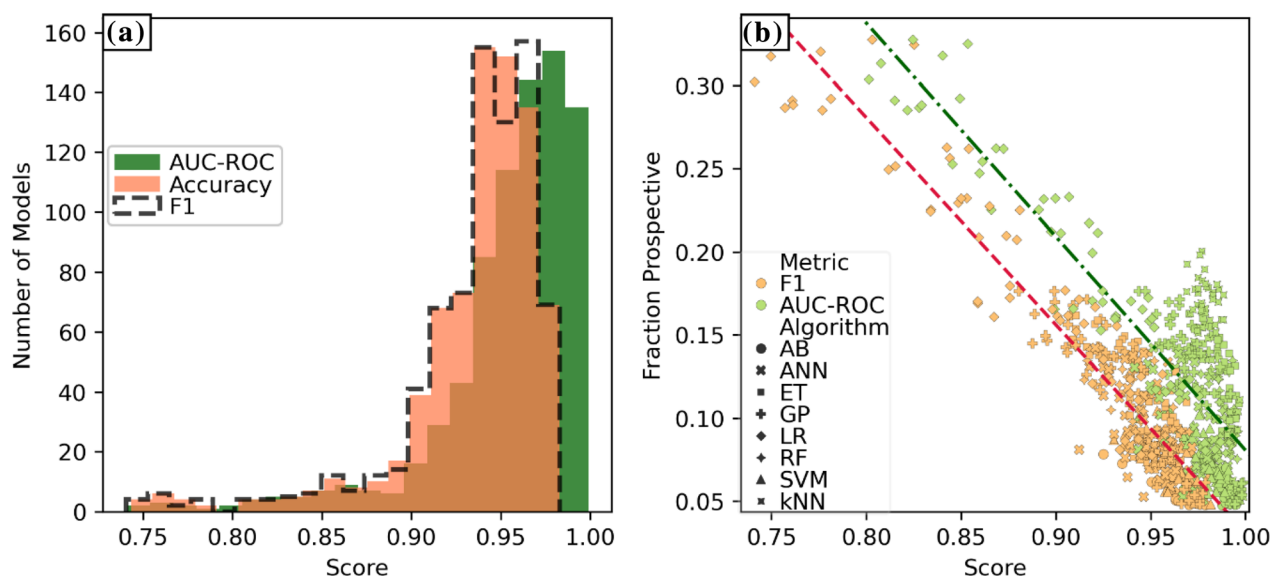 (a)
160
140
120
100
80
60
40
20
0
Number of Models
AUC-ROC
Accuracy
F1
0.75 0.80 0.85 0.90 0.95 1.00
Score
(b)
0.30
0.25
0.20
0.15
0.10
0.05
Fraction Prospective
Metric
F1
AUC-ROC
Algorithm
AB
ANN
ET
GP
LR
RF
SVM
kNN
0.75 0.80 0.85 0.90 0.95 1.00
Score